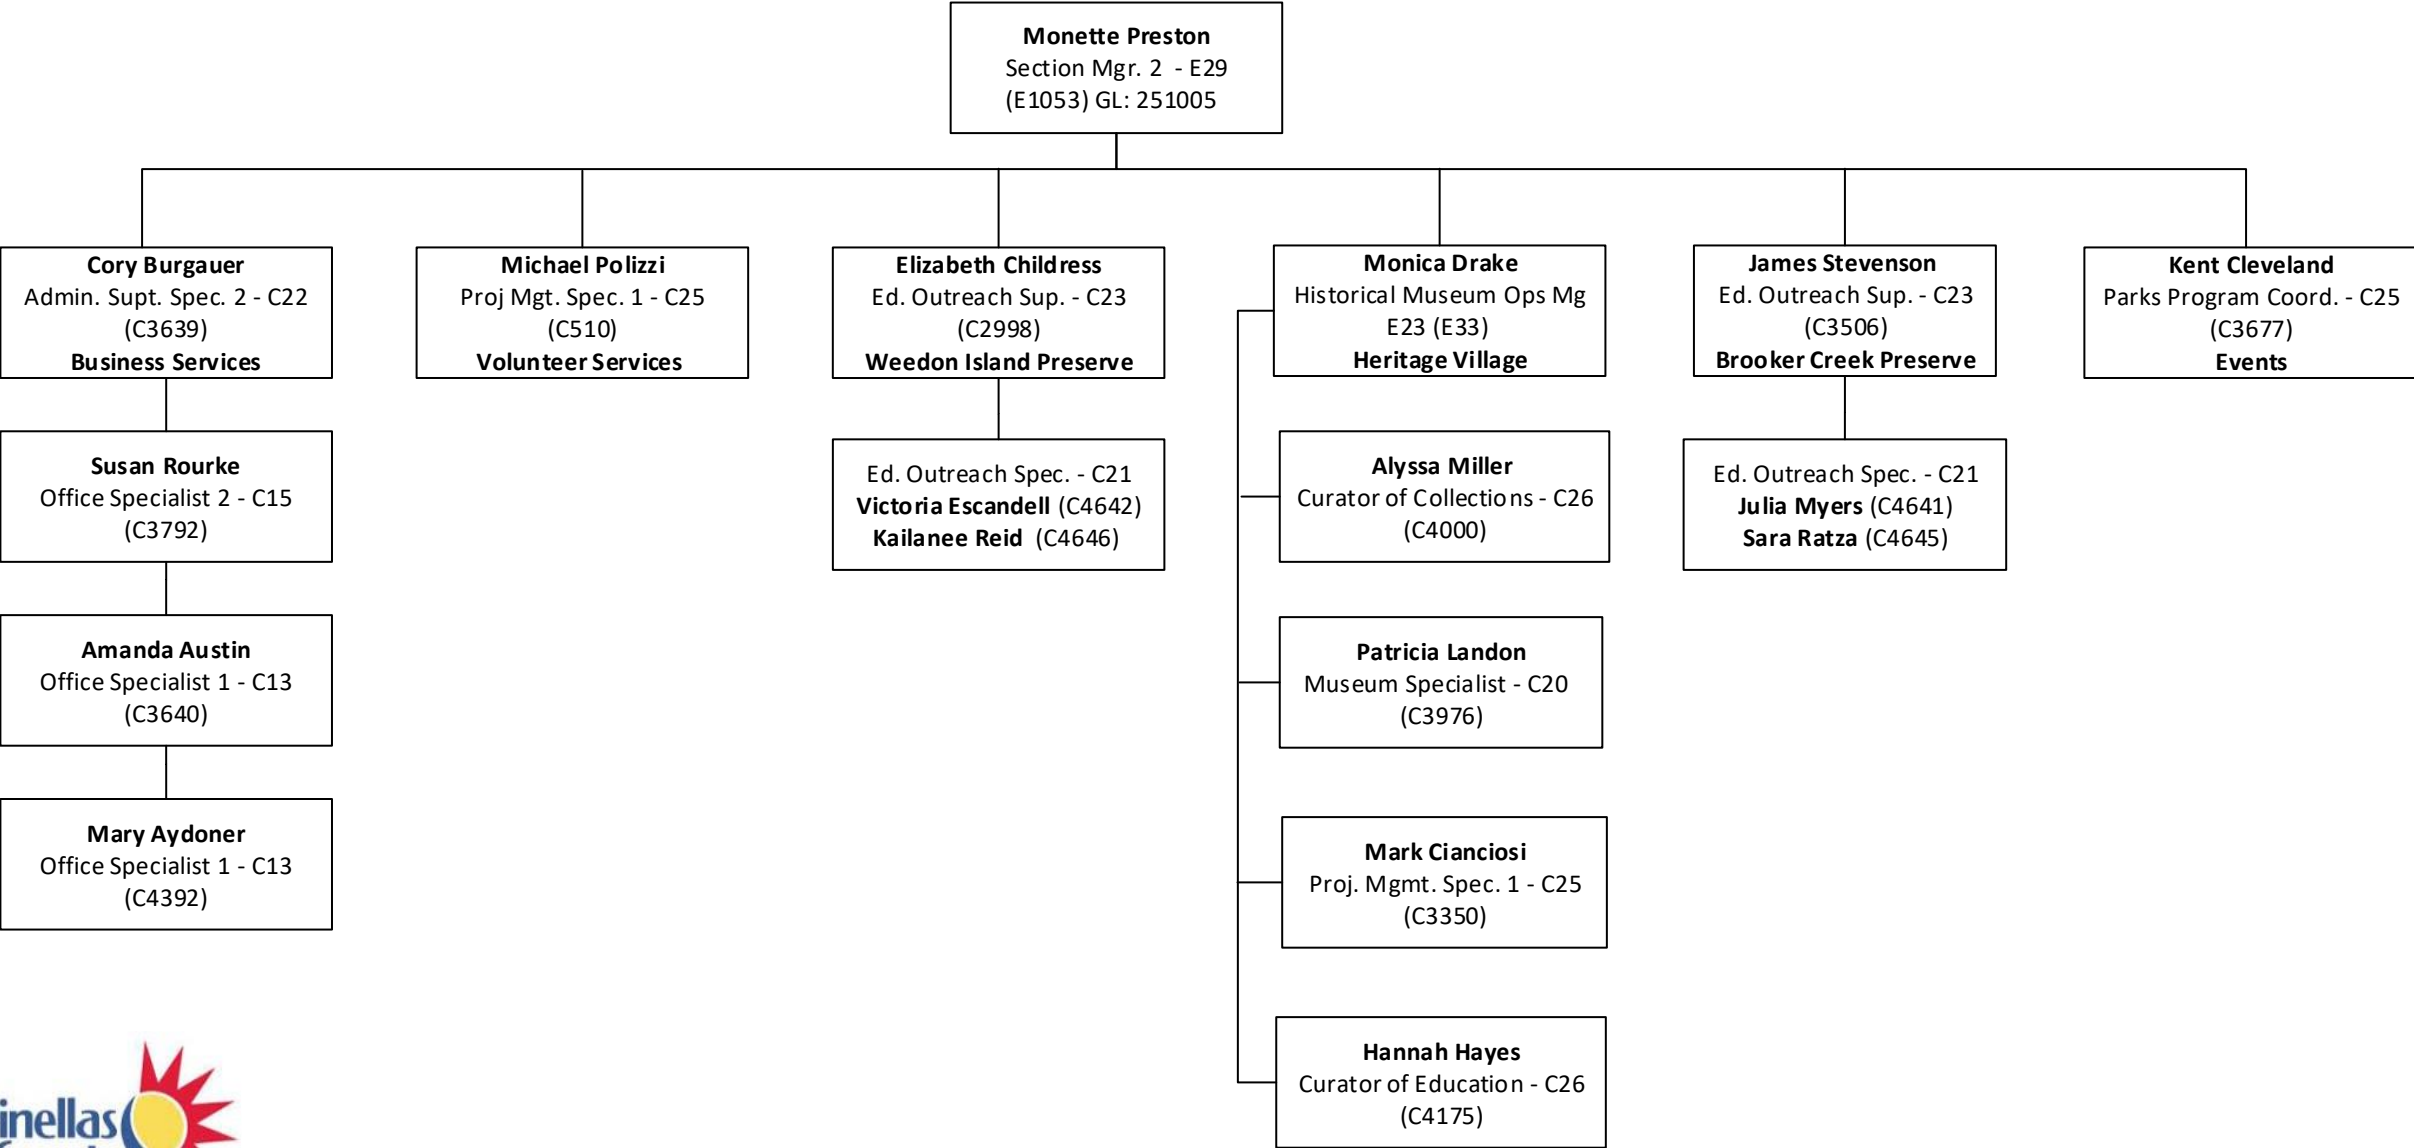 Monette Preston
Section Mgr. 2 - E29
(E1053) GL: 251005
Cory Burgauer
Admin. Supt. Spec. 2 - C22
(C3639)
Business Services
Michael Polizzi
Proj Mgt. Spec. 1 - C25
(C510)
Volunteer Services
Elizabeth Childress
Ed. Outreach Sup. - C23
(C2998)
Weedon Island Preserve
Monica Drake
Historical Museum Ops Mg
E23 (E33)
Heritage Village
James Stevenson
Ed. Outreach Sup. - C23
(C3506)
Brooker Creek Preserve
Kent Cleveland
Parks Program Coord. - C25
(C3677)
Events
Susan Rourke
Office Specialist 2 - C15
(C3792)
Amanda Austin
Office Specialist 1 - C13
(C3640)
Mary Aydoner
Office Specialist 1 - C13
(C4392)
Ed. Outreach Spec. - C21
Victoria Escandell (C4642)
Kailanee Reid (C4646)
Alyssa Miller
Curator of Collections - C26
(C4000)
Patricia Landon
Museum Specialist - C20
(C3976)
Mark Cianciosi
Proj. Mgmt. Spec. 1 - C25
(C3350)
Hannah Hayes
Curator of Education - C26
(C4175)
Ed. Outreach Spec. - C21
Julia Myers (C4641)
Sara Ratza (C4645)
inellas